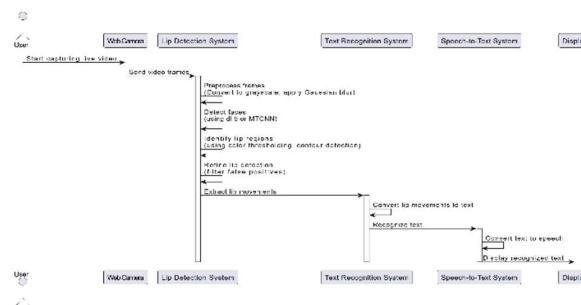 User
Web Camera
Lip Detection System
Text Recognition System
Speech-to-Text System
Displ
Start capturing live video
Send video frames
Preprocess frames
(Convert to grayscale, apply Gaussian blur)
Detect faces
(using dlib or MTCNN)
Identify lip regions
(using color thresholding, contour detection)
Refine lip detection
(filter false positives)
Extract lip movements
Convert lip movements to text
Recognize text
Convert text to speech
Display recognized text
User
Web Camera
Lip Detection System
Text Recognition System
Speech-to-Text System
Displ